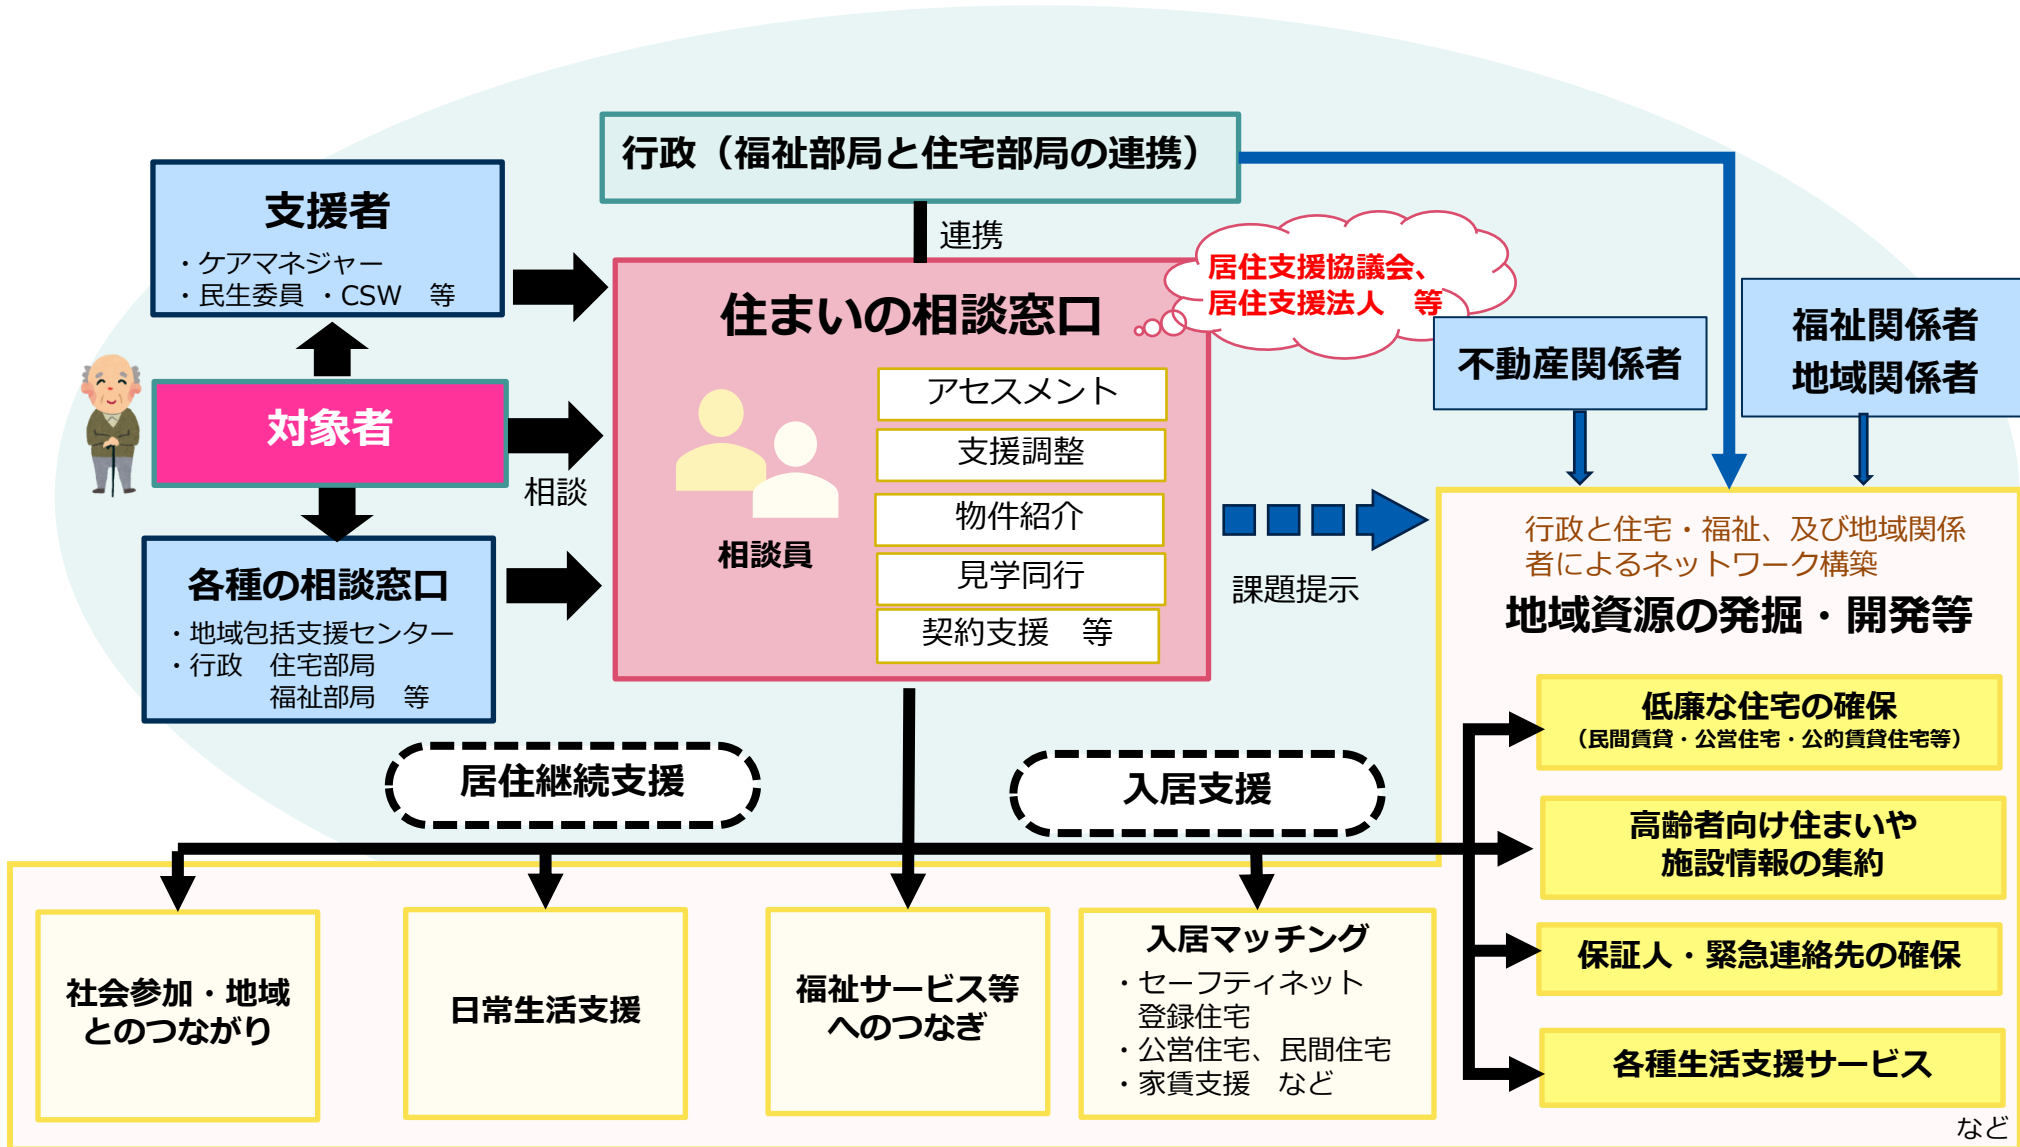 行政（福祉部局と住宅部局の連携）
支援者
・ケアマネジャー
・民生委員 ・CSW　等
連携
居住支援協議会、
居住支援法人　等
住まいの相談窓口
不動産関係者
福祉関係者
地域関係者
対象者
相談
アセスメント
支援調整
物件紹介
見学同行
契約支援　等
相談員
課題提示
各種の相談窓口
・地域包括支援センター
・行政　住宅部局
福祉部局　等
行政と住宅・福祉、及び地域関係
者によるネットワーク構築
地域資源の発掘・開発等
低廉な住宅の確保
（民間賃貸・公営住宅・公的賃貸住宅等）
高齢者向け住まいや
施設情報の集約
保証人・緊急連絡先の確保
各種生活支援サービス
など
居住継続支援
入居支援
社会参加・地域
とのつながり
日常生活支援
福祉サービス等
へのつなぎ
入居マッチング
・セーフティネット
登録住宅
・公営住宅、民間住宅
・家賃支援　など